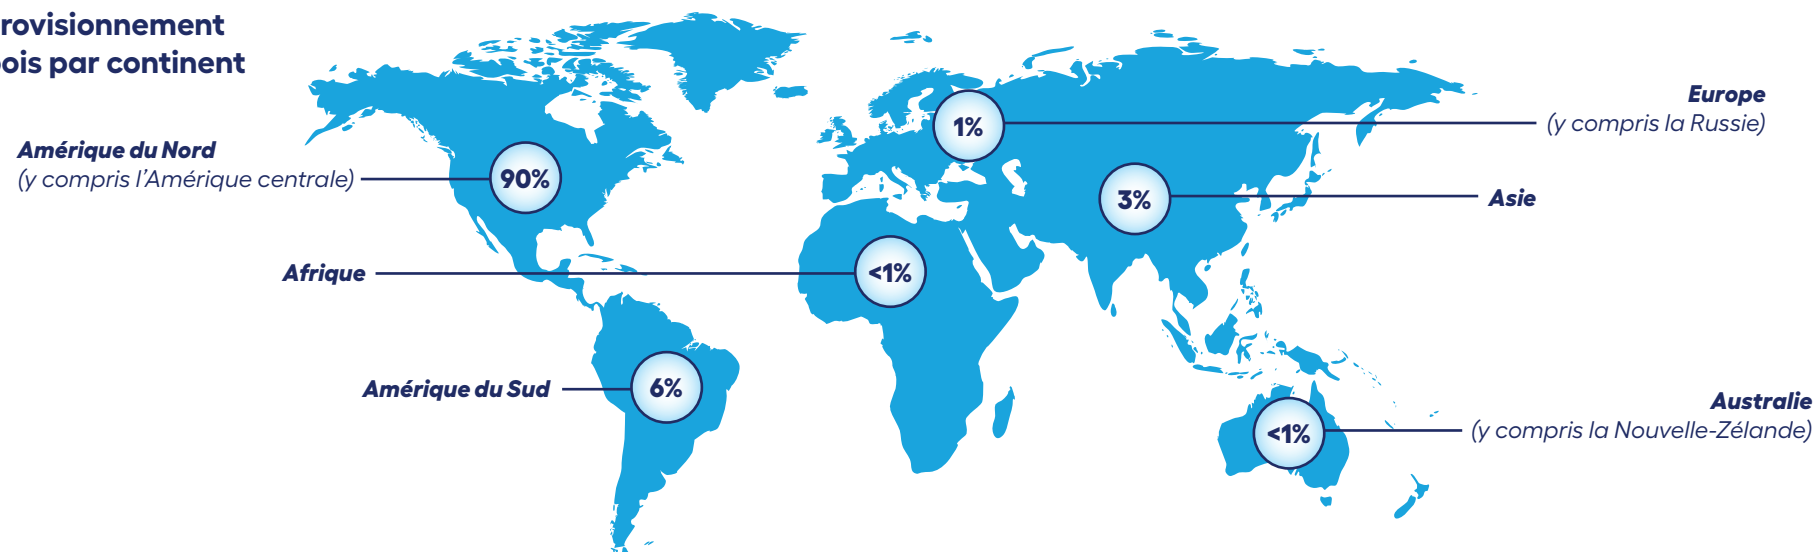 rovisionnement
ois par continent
Amérique du Nord
(y compris l'Amérique centrale)
90%
1%
Europe
(y compris la Russie)
3%
Asie
Afrique
<1%
Amérique du Sud
6%
<1%
Australie
(y compris la Nouvelle-Zélande)